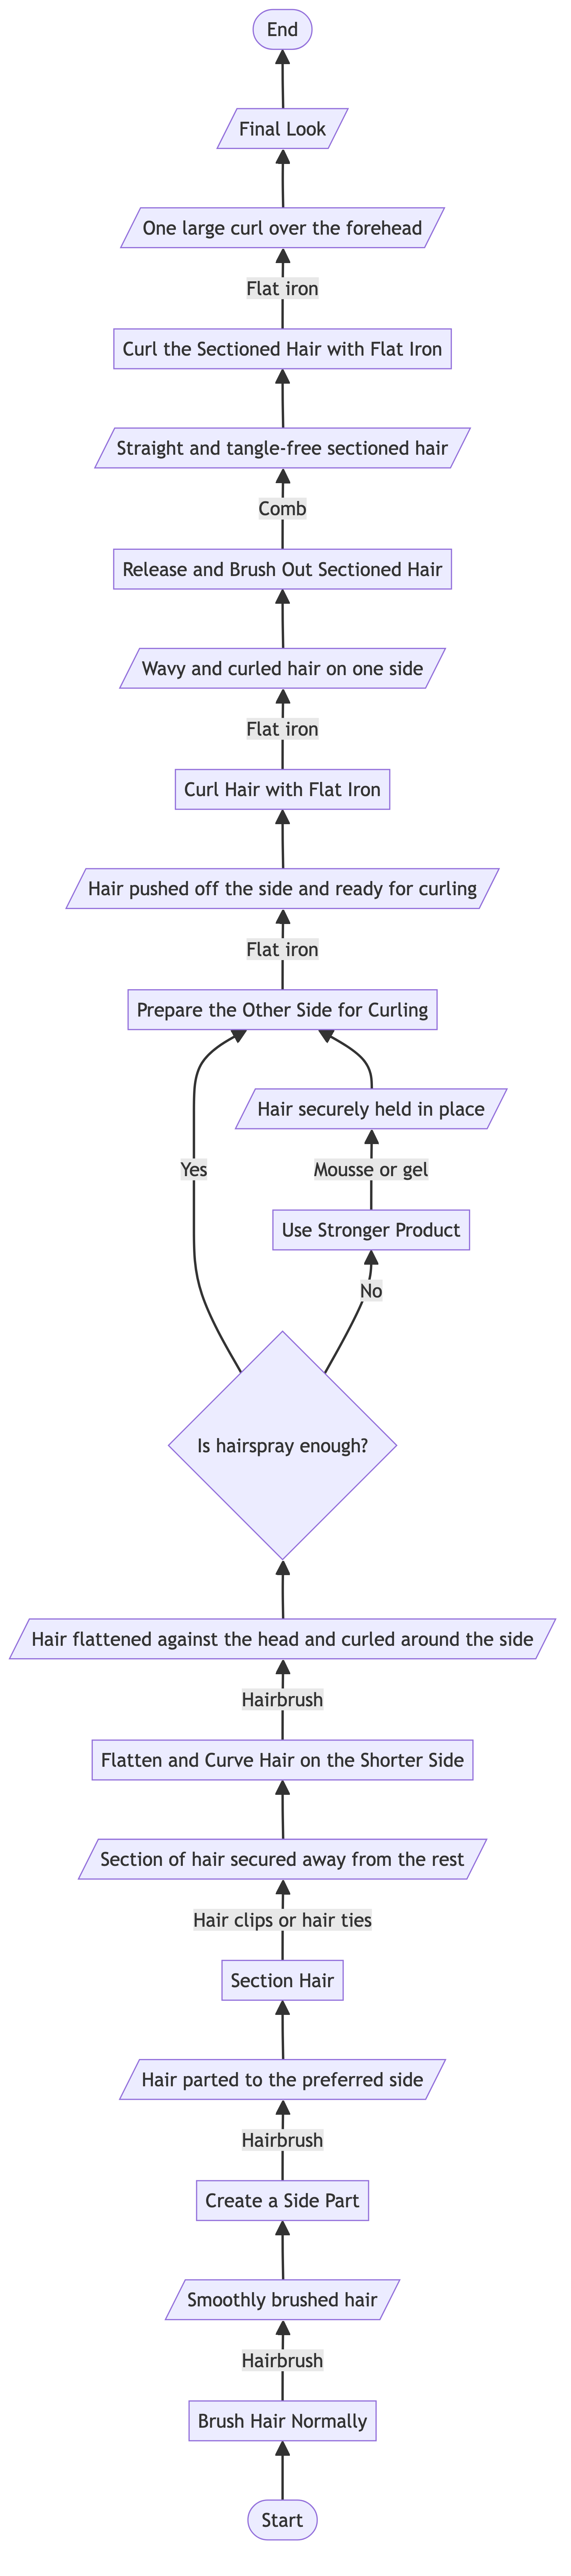 End
Final Look
One large curl over the forehead
Flat iron
Curl the Sectioned Hair with Flat Iron
Straight and tangle-free sectioned hair
Comb
Release and Brush Out Sectioned Hair
Wavy and curled hair on one side
Flat iron
Curl Hair with Flat Iron
Hair pushed off the side and ready for curling
Flat iron
Prepare the Other Side for Curling
Hair securely held in place
Yes
Mousse or gel
Use Stronger Product
No
Is hairspray enough?
Hair flattened against the head and curled around the side
Hairbrush
Flatten and Curve Hair on the Shorter Side
Section of hair secured away from the rest
Hair clips or hair ties
Section Hair
Hair parted to the preferred side
Hairbrush
Create a Side Part
Smoothly brushed hair
Hairbrush
Brush Hair Normally
Start